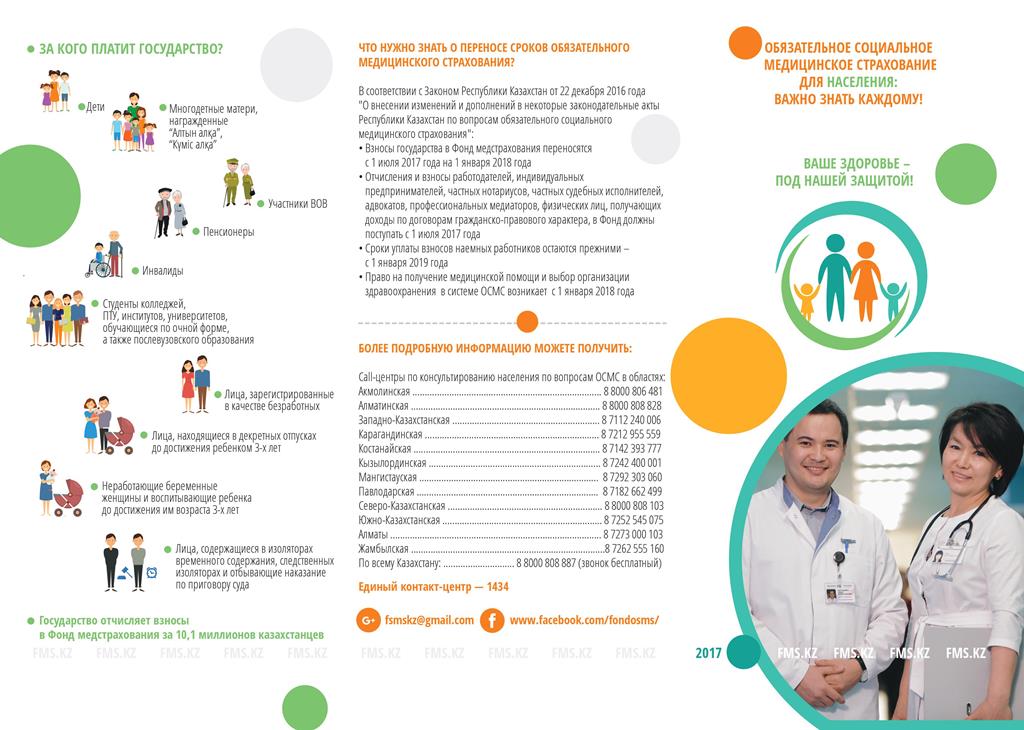 ЗА КОГО ПЛАТИТ ГОСУДАРСТВО?
Дети
Многодетные матери,
награжденные
“Алтын алқа”,
“Күміс алқа”
Участники ВОВ
Пенсионеры
Инвалиды
Студенты колледжей,
ПТУ, институтов, университетов,
обучающиеся по очной форме,
а также послевузовского образования
Лица, зарегистрированные
в качестве безработных
Лица, находящиеся в декретных отпусках
до достижения ребенком 3-х лет
Неработающие беременные
женщины и воспитывающие ребенка
до достижения им возраста 3-х лет
Лица, содержащиеся в изоляторах
временного содержания, следственных
изоляторах и отбывающие наказание
по приговору суда
Государство отчисляет взносы
в Фонд медстрахования за 10,1 миллионов казахстанцев
FMS.KZ FMS.KZ FMS.KZ FMS.KZ FMS.KZ
ЧТО НУЖНО ЗНАТЬ О ПЕРЕНОСЕ СРОКОВ ОБЯЗАТЕЛЬНОГО
МЕДИЦИНСКОГО СТРАХОВАНИЯ?
В соответствии с Законом Республики Казахстан от 22 декабря 2016 года
"О внесении изменений и дополнений в некоторые законодательные акты
Республики Казахстан по вопросам обязательного социального
медицинского страхования":
• Взносы государства в Фонд медстрахования переносятся
с 1 июля 2017 года на 1 января 2018 года
• Отчисления и взносы работодателей, индивидуальных
предпринимателей, частных нотариусов, частных судебных исполнителей,
адвокатов, профессиональных медиаторов, физических лиц, получающих
доходы по договорам гражданско-правового характера, в Фонд должны
поступать с 1 июля 2017 года
• Сроки уплаты взносов наемных работников остаются прежними –
с 1 января 2019 года
• Право на получение медицинской помощи и выбор организации
здравоохранения в системе ОСМС возникает с 1 января 2018 года
БОЛЕЕ ПОДРОБНУЮ ИНФОРМАЦИЮ МОЖЕТЕ ПОЛУЧИТЬ:
Call-центры по консультированию населения по вопросам ОСМС в областях:
Акмолинская ........ 8 8000 806 481
Алматинская ........ 8 8000 808 828
Западно-Казахстанская ........ 8 7112 240 006
Карагандинская ........ 8 7212 955 559
Костанайская ........ 8 7142 393 777
Кызылординская ........ 8 7242 400 001
Мангистауская ........ 8 7292 303 060
Павлодарская ........ 8 7182 662 499
Северо-Казахстанская ........ 8 8000 808 103
Южно-Казахстанская ........ 8 7252 545 075
Алматы ........ 8 7273 000 103
Жамбылская ........ 8 7262 555 160
По всему Казахстану: ........ 8 8000 808 887 (звонок бесплатный)
Единый контакт-центр — 1434
G+ fsmskz@gmail.com f www.facebook.com/fondosms/
FMS.KZ FMS.KZ FMS.KZ FMS.KZ FMS.KZ
ОБЯЗАТЕЛЬНОЕ СОЦИАЛЬНОЕ
МЕДИЦИНСКОЕ СТРАХОВАНИЕ
ДЛЯ НАСЕЛЕНИЯ:
ВАЖНО ЗНАТЬ КАЖДОМУ!
ВАШЕ ЗДОРОВЬЕ –
ПОД НАШЕЙ ЗАЩИТОЙ!
2017
FMS.KZ FMS.KZ FMS.KZ FMS.KZ